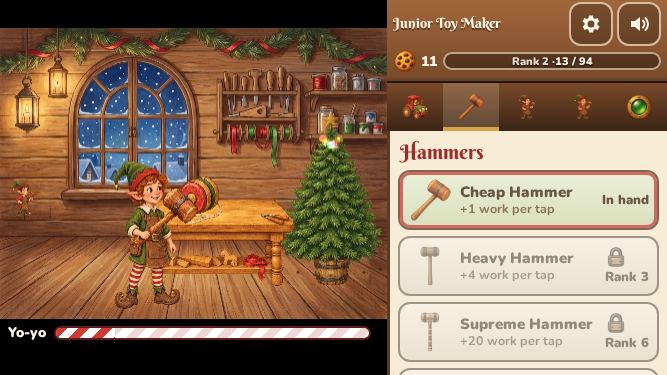 Junior Toy Maker
11
Rank 2 · 13 / 94
Hammers
Cheap Hammer
+1 work per tap
In hand
Heavy Hammer
+4 work per tap
Rank 3
Supreme Hammer
+20 work per tap
Rank 6
Yo-yo